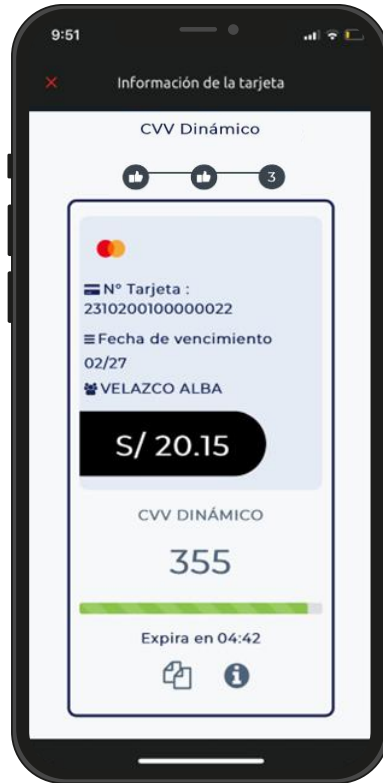 9:51
Información de la tarjeta
CVV Dinámico
3
N° Tarjeta :
2310200100000022
Fecha de vencimiento
02/27
VELAZCO ALBA
S/ 20.15
CVV DINÁMICO
355
Expira en 04:42